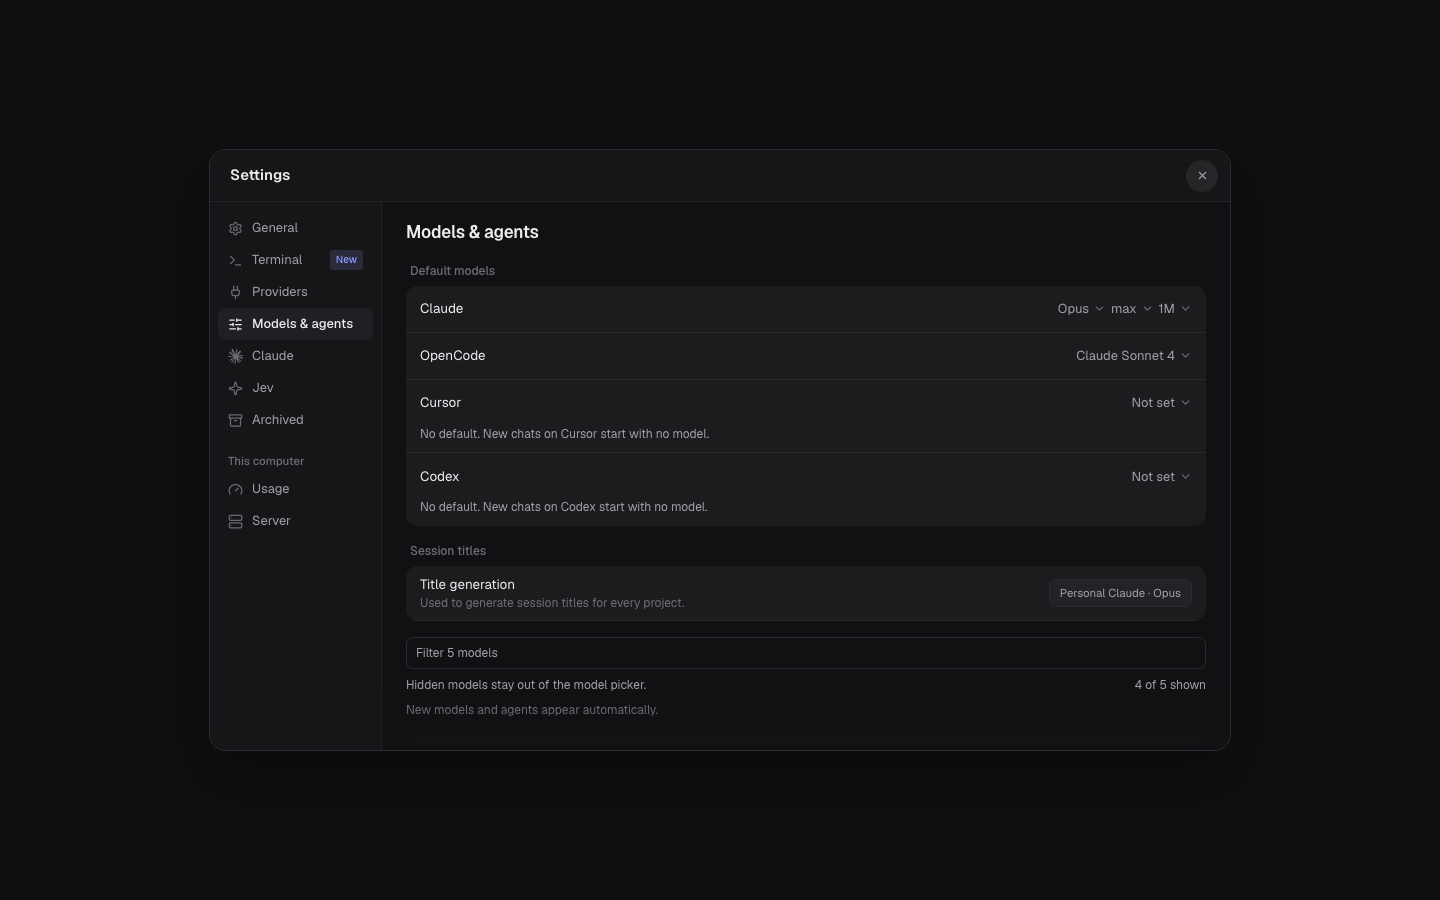 Settings
General
Terminal New
Providers
Models & agents
Claude
Jev
Archived
This computer
Usage
Server
Models & agents
Default models
Claude Opus max 1M
OpenCode Claude Sonnet 4
Cursor Not set
No default. New chats on Cursor start with no model.
Codex Not set
No default. New chats on Codex start with no model.
Session titles
Title generation
Used to generate session titles for every project.
Personal Claude · Opus
Filter 5 models
Hidden models stay out of the model picker. 4 of 5 shown
New models and agents appear automatically.